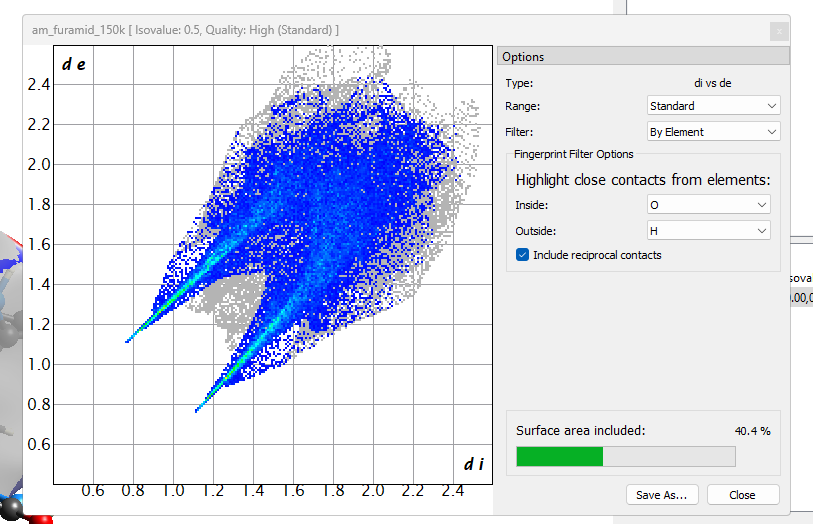 am_furamid_150k [ Isovalue: 0.5, Quality: High (Standard) ]
d e
2.4
2.2
2.0
1.8
1.6
1.4
1.2
1.0
0.8
0.6
d i
0.6 0.8 1.0 1.2 1.4 1.6 1.8 2.0 2.2 2.4
Options
Type: di vs de
Range: Standard
Filter: By Element
Fingerprint Filter Options
Highlight close contacts from elements:
Inside: O
Outside: H
Include reciprocal contacts
Surface area included: 40.4 %
Save As... Close